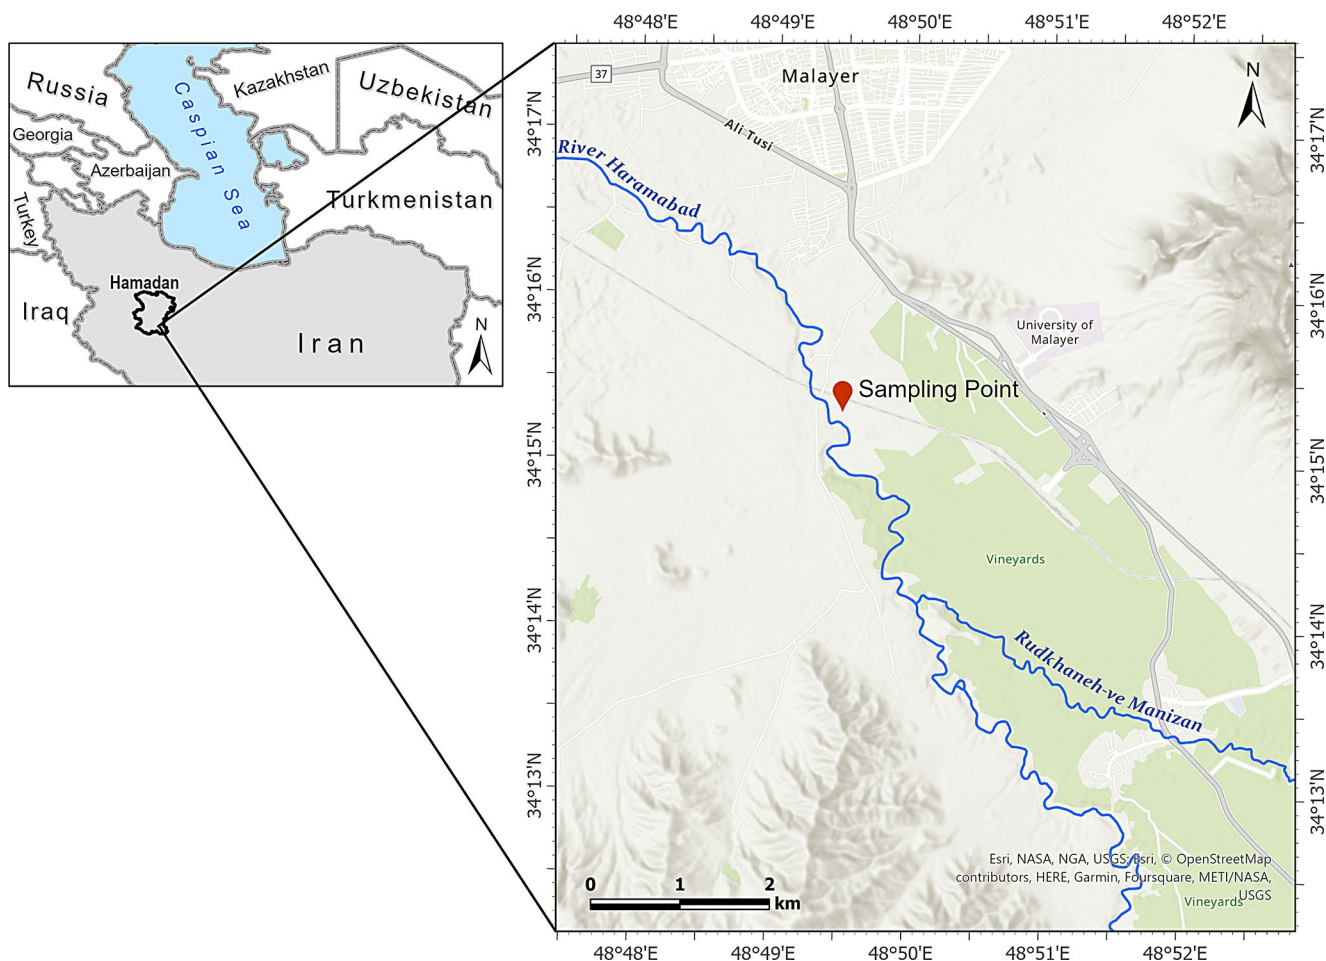 48°48'E 48°49'E 48°50'E 48°51'E 48°52'E
Russia
Georgia
Azerbaijan
Turkey
Iraq
Caspian Sea
Kazakhstan
Uzbekistan
Turkmenistan
Hamadan
Iran
N
37
Malayer
Ali Tusi
N
River Haramabad
University of
Malayer
Sampling Point
Vineyards
Rudkhaneh-ve Manizan
Esri, NASA, NGA, USGS; Esri, © OpenStreetMap
contributors, HERE, Garmin, Foursquare, METI/NASA,
USGS
Vineyards
0 1 2
km
34°17'N
34°16'N
34°15'N
34°14'N
34°13'N
34°17'N
34°16'N
34°15'N
34°14'N
34°13'N
48°48'E 48°49'E 48°50'E 48°51'E 48°52'E